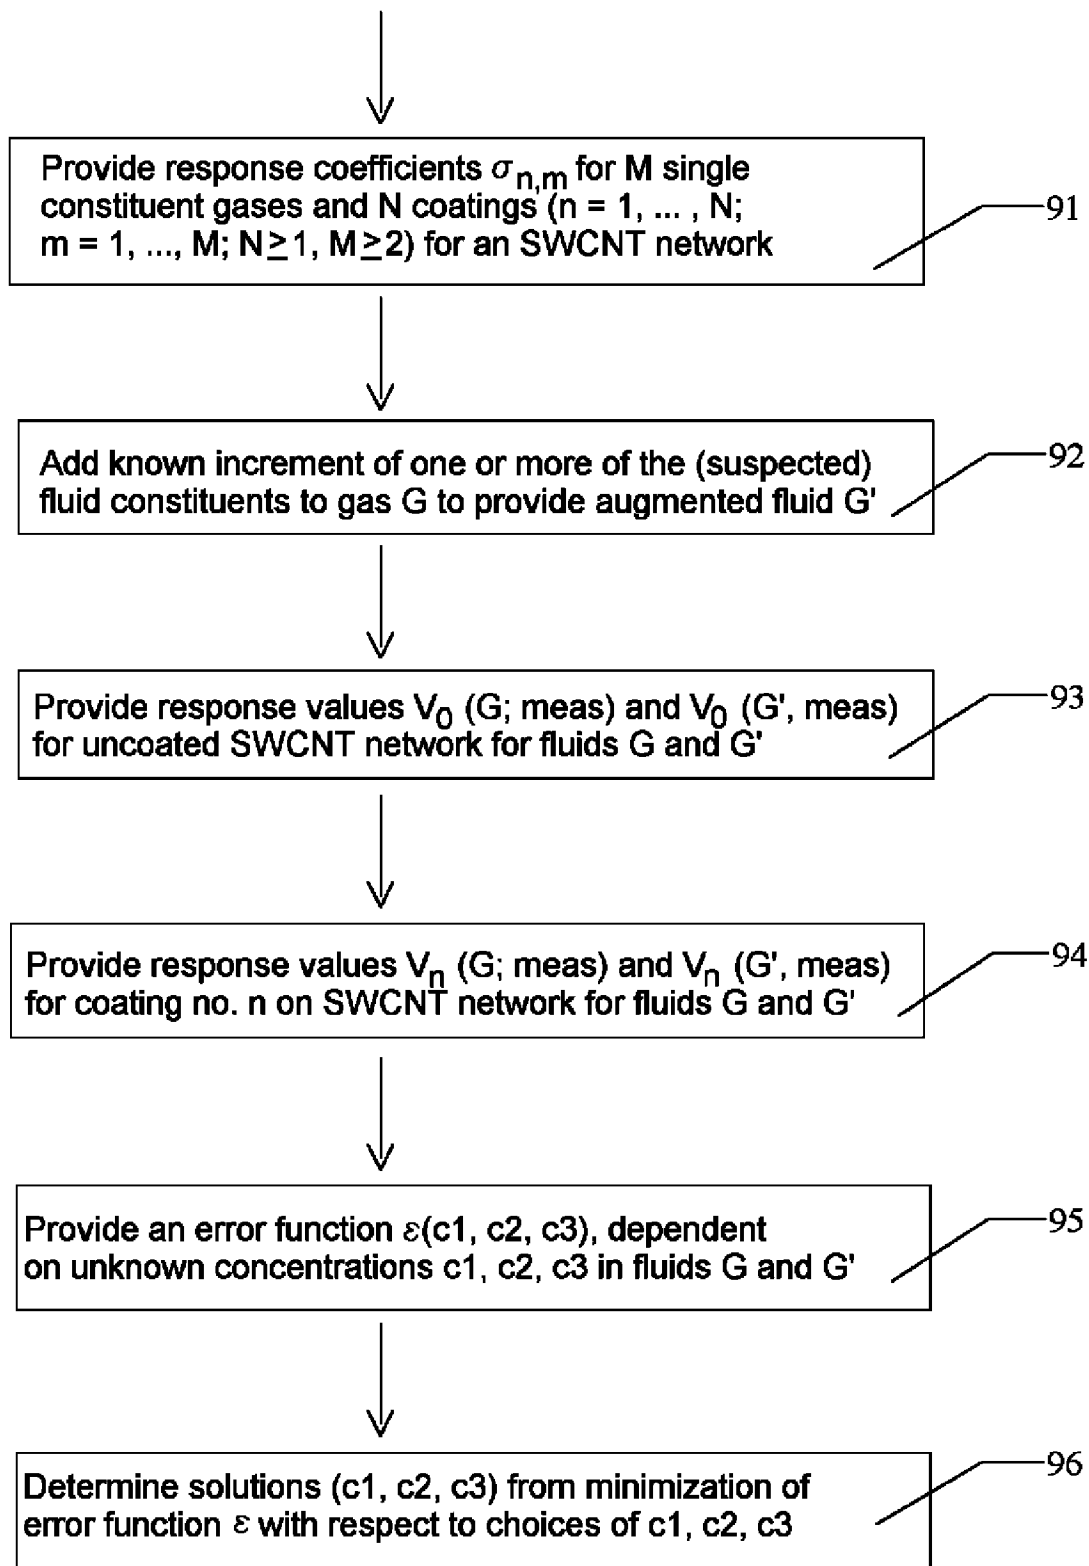 Provide response coefficients σn,m for M single
constituent gases and N coatings (n = 1, ... , N;
m = 1, ..., M; N≥1, M≥2) for an SWCNT network
91
Add known increment of one or more of the (suspected)
fluid constituents to gas G to provide augmented fluid G'
92
Provide response values V0 (G; meas) and V0 (G', meas)
for uncoated SWCNT network for fluids G and G'
93
Provide response values Vn (G; meas) and Vn (G', meas)
for coating no. n on SWCNT network for fluids G and G'
94
Provide an error function ε(c1, c2, c3), dependent
on unknown concentrations c1, c2, c3 in fluids G and G'
95
Determine solutions (c1, c2, c3) from minimization of
error function ε with respect to choices of c1, c2, c3
96